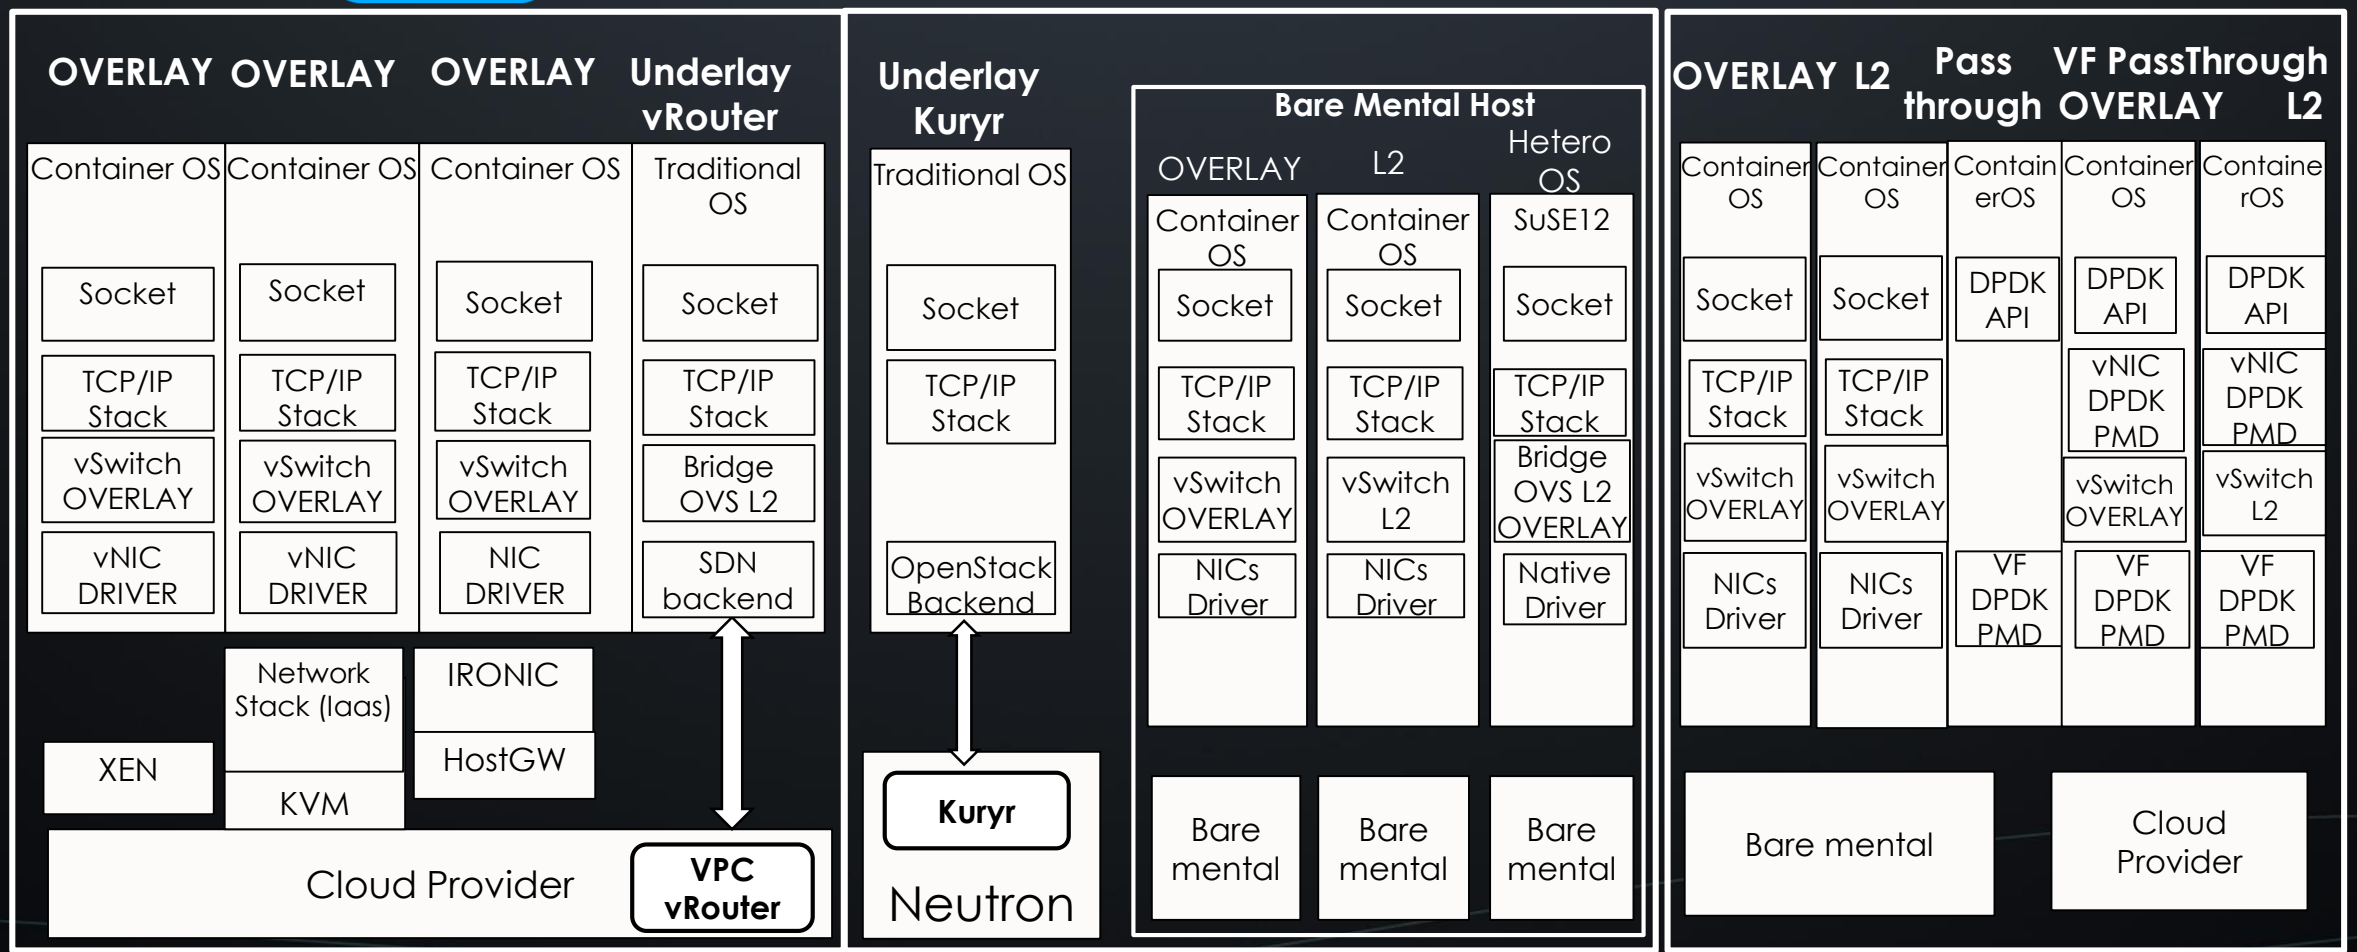 OVERLAY
OVERLAY
OVERLAY
Underlay
vRouter
Container OS
Socket
TCP/IP
Stack
vSwitch
OVERLAY
vNIC
DRIVER
XEN
Container OS
Socket
TCP/IP
Stack
vSwitch
OVERLAY
vNIC
DRIVER
Network
Stack (Iaas)
KVM
Container OS
Socket
TCP/IP
Stack
vSwitch
OVERLAY
NIC
DRIVER
IRONIC
HostGW
Traditional
OS
Socket
TCP/IP
Stack
Bridge
OVS L2
SDN
backend
Cloud Provider
VPC
vRouter
Underlay
Kuryr
Traditional OS
Socket
TCP/IP
Stack
OpenStack
Backend
Kuryr
Neutron
Bare Mental Host
OVERLAY
Container
OS
Socket
TCP/IP
Stack
vSwitch
OVERLAY
NICs
Driver
Bare
mental
L2
Container
OS
Socket
TCP/IP
Stack
vSwitch
L2
NICs
Driver
Bare
mental
Hetero
OS
SuSE12
Socket
TCP/IP
Stack
Bridge
OVS L2
OVERLAY
Native
Driver
Bare
mental
OVERLAY
L2
Pass
through
VF PassThrough
OVERLAY
L2
Container
OS
Socket
TCP/IP
Stack
vSwitch
OVERLAY
NICs
Driver
Container
OS
Socket
TCP/IP
Stack
vSwitch
OVERLAY
NICs
Driver
Contain
erOS
DPDK
API
VF
DPDK
PMD
Container
OS
DPDK
API
vNIC
DPDK
PMD
vSwitch
OVERLAY
VF
DPDK
PMD
Containe
rOS
DPDK
API
vNIC
DPDK
PMD
vSwitch
L2
VF
DPDK
PMD
Bare mental
Cloud
Provider